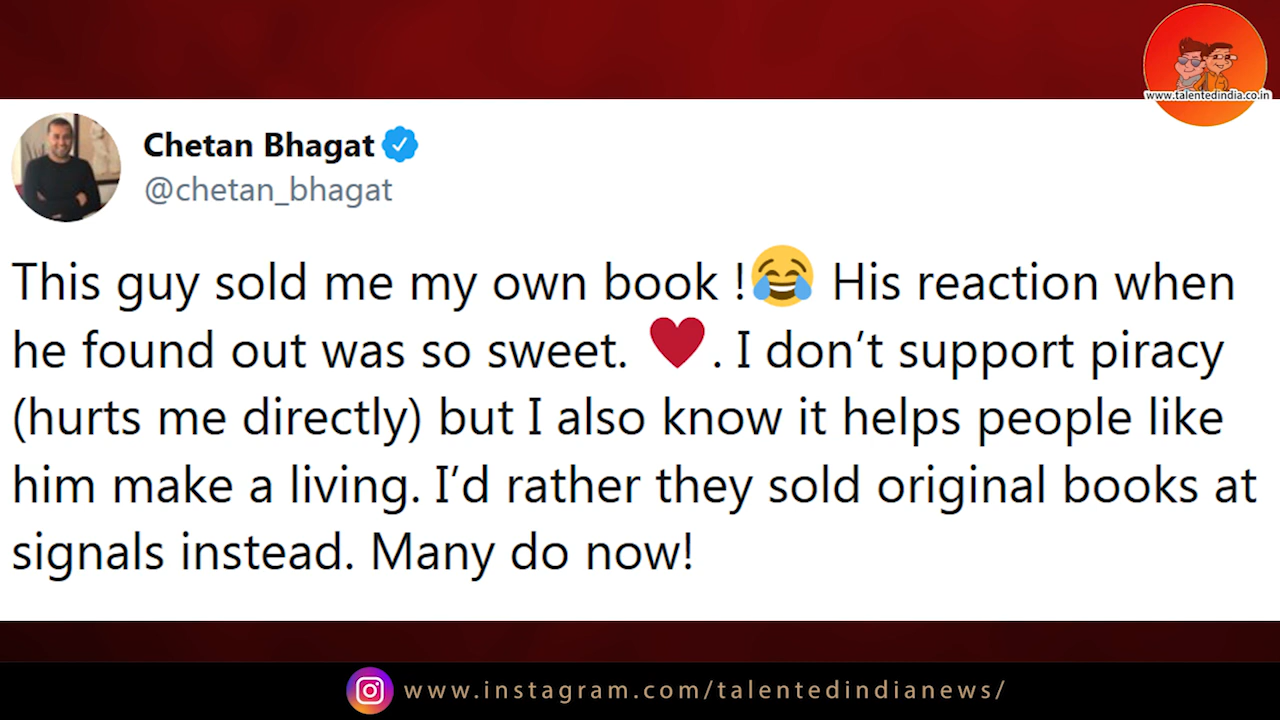 www.talentedindia.co.in
Chetan Bhagat
@chetan_bhagat
This guy sold me my own book !😂 His reaction when
he found out was so sweet. ♥. I don’t support piracy
(hurts me directly) but I also know it helps people like
him make a living. I’d rather they sold original books at
signals instead. Many do now!
www.instagram.com/talentedindianews/